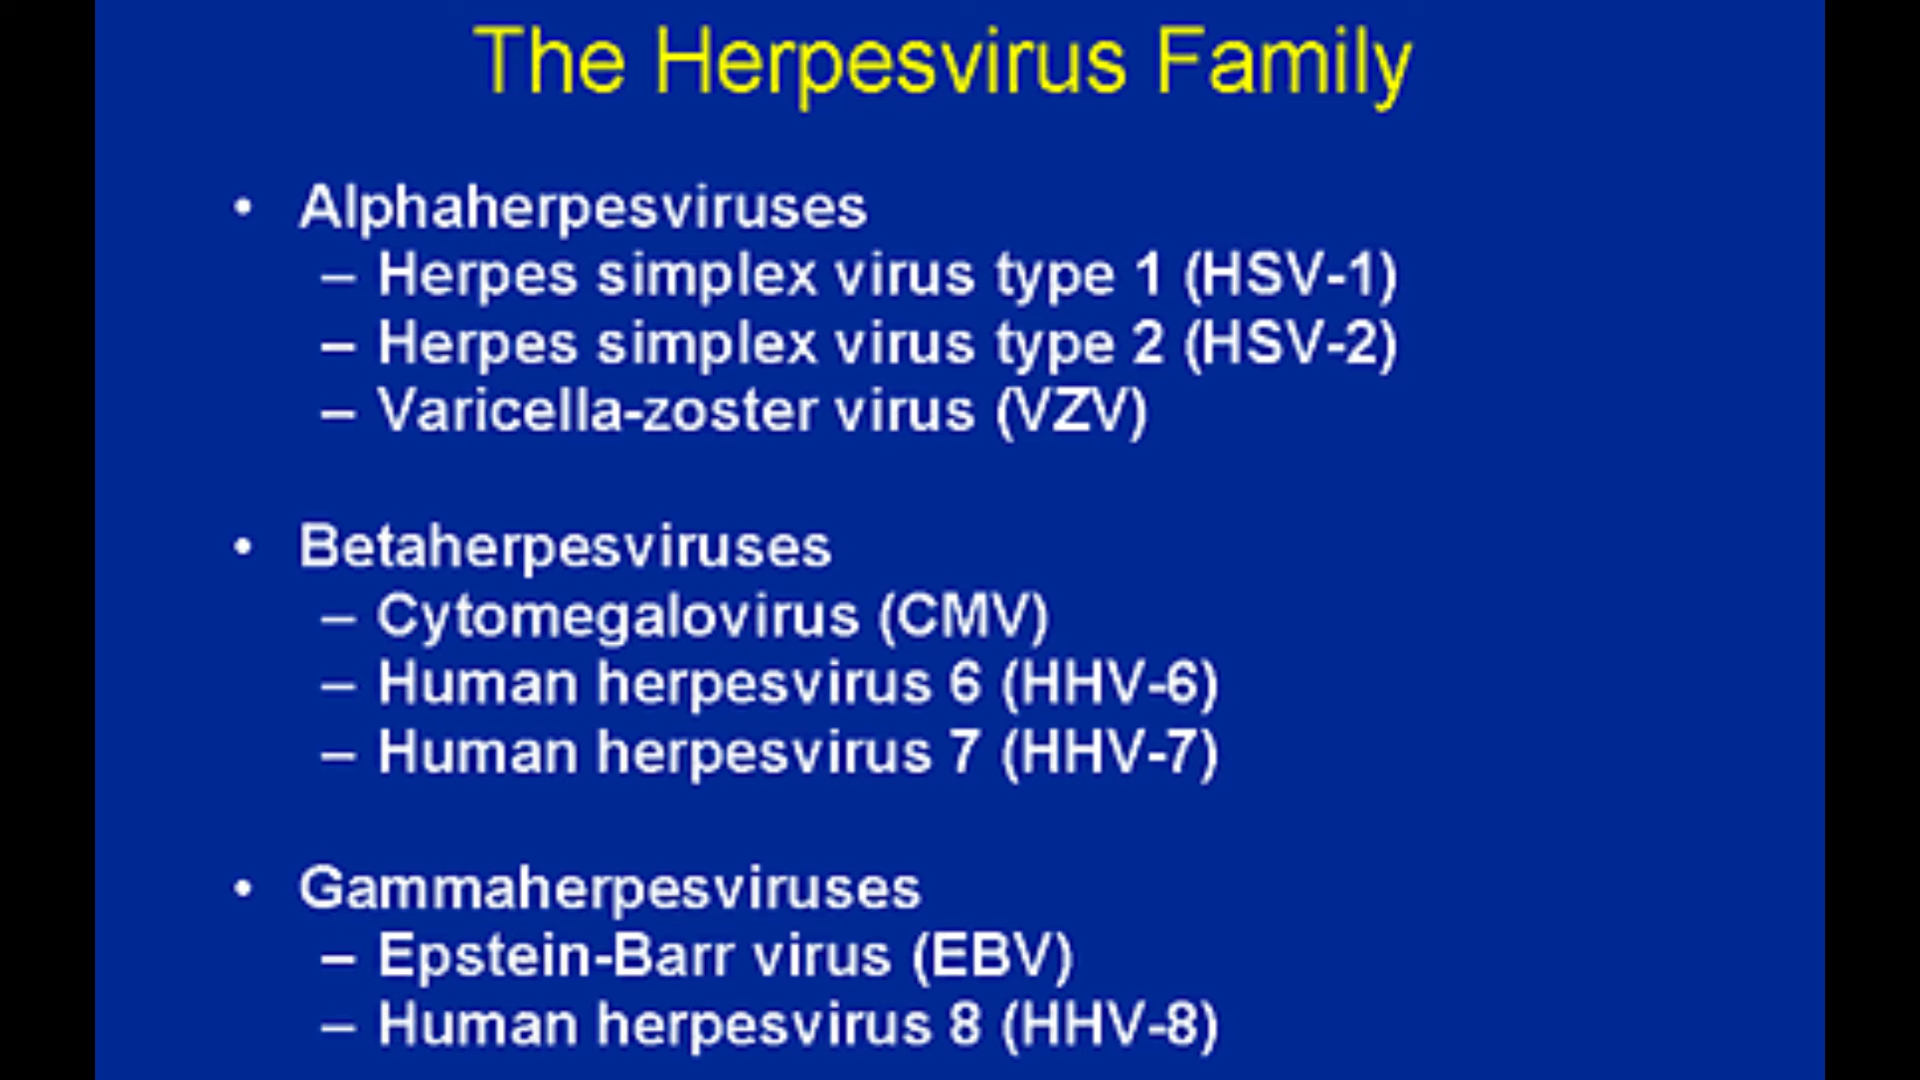 The Herpesvirus Family
• Alphaherpesviruses
– Herpes simplex virus type 1 (HSV-1)
– Herpes simplex virus type 2 (HSV-2)
– Varicella-zoster virus (VZV)
• Betaherpesviruses
– Cytomegalovirus (CMV)
– Human herpesvirus 6 (HHV-6)
– Human herpesvirus 7 (HHV-7)
• Gammaherpesviruses
– Epstein-Barr virus (EBV)
– Human herpesvirus 8 (HHV-8)